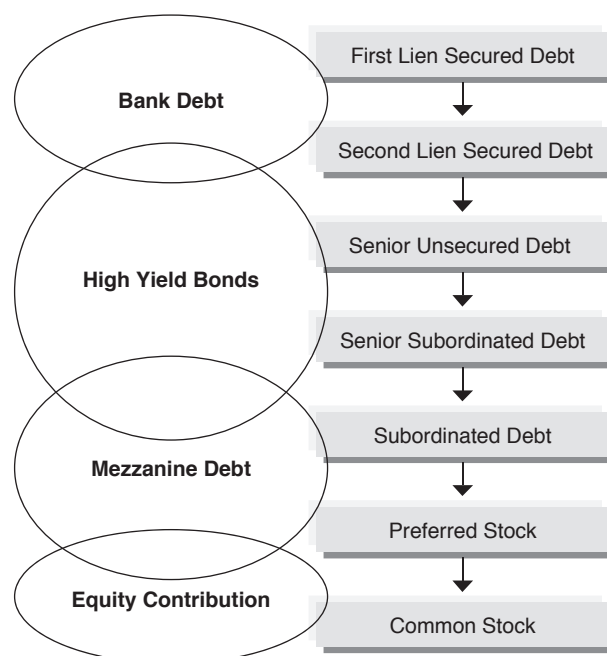 First Lien Secured Debt
Bank Debt
Second Lien Secured Debt
Senior Unsecured Debt
High Yield Bonds
Senior Subordinated Debt
Subordinated Debt
Mezzanine Debt
Preferred Stock
Equity Contribution
Common Stock